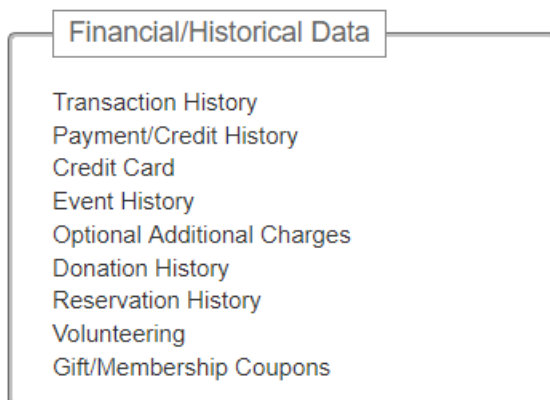 Financial/Historical Data
Transaction History
Payment/Credit History
Credit Card
Event History
Optional Additional Charges
Donation History
Reservation History
Volunteering
Gift/Membership Coupons